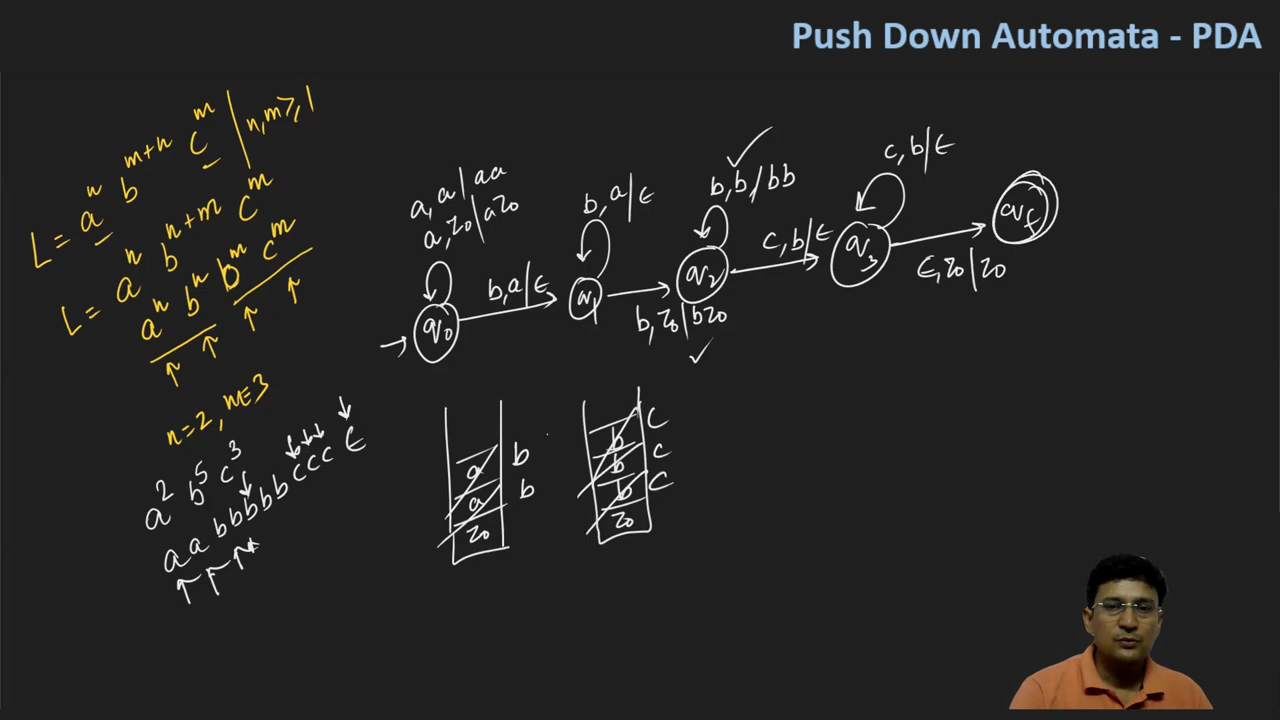 Push Down Automata - PDA
L = a^n b^{m+n} c^m | n,m ≥ 1
L = a^n b^{n+m} c^m
a^n b^n b^m c^m
n=2, m=3
a^2 b^5 c^3
a a b b b b b c c c ϵ
a, a | aa
a, z0 | az0
q0
b, a | ϵ
b, a | ϵ
q1
b, z0 | bz0
b, b / bb
q2
c, b | ϵ
c, b | ϵ
q3
ϵ, z0 | z0
qf
a b
a b
z0
b c
b c
b c
z0